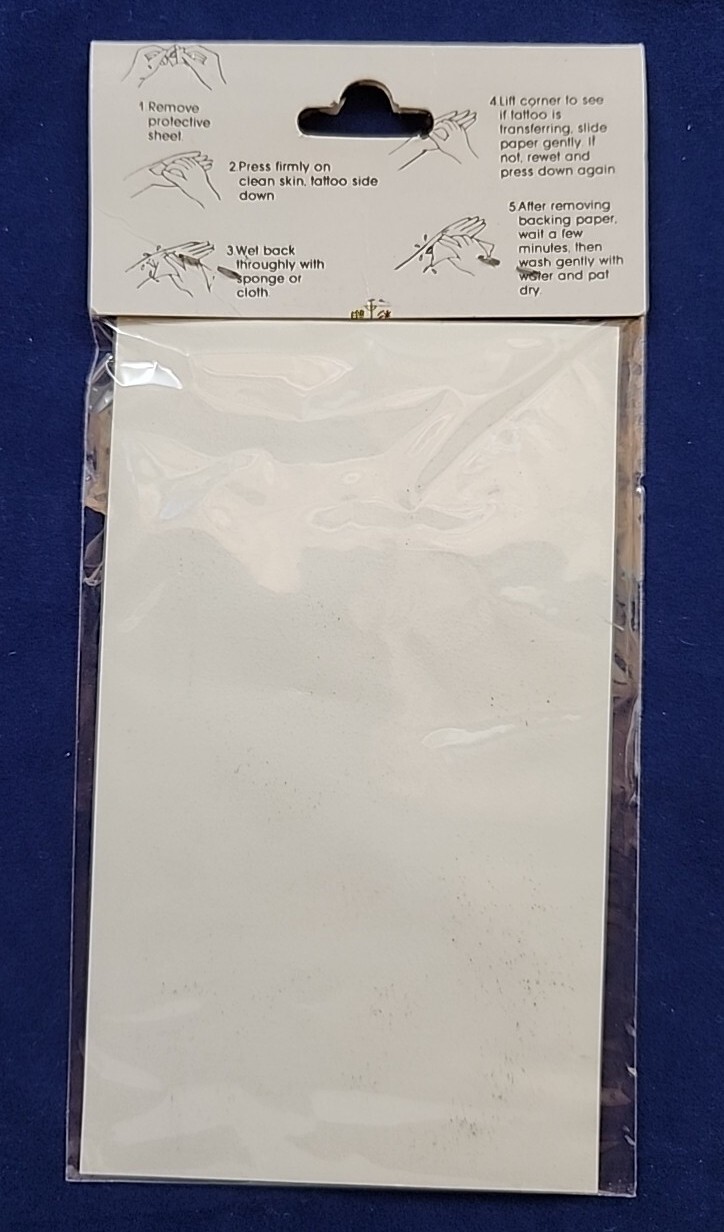 1.Remove
protective
sheet.
2.Press firmly on
clean skin, tattoo side
down
3.Wet back
throughly with
sponge or
cloth.
4.Lift corner to see
if tattoo is
transferring, slide
paper gently. If
not, rewet and
press down again
5.After removing
backing paper,
wait a few
minutes, then
wash gently with
water and pat
dry.